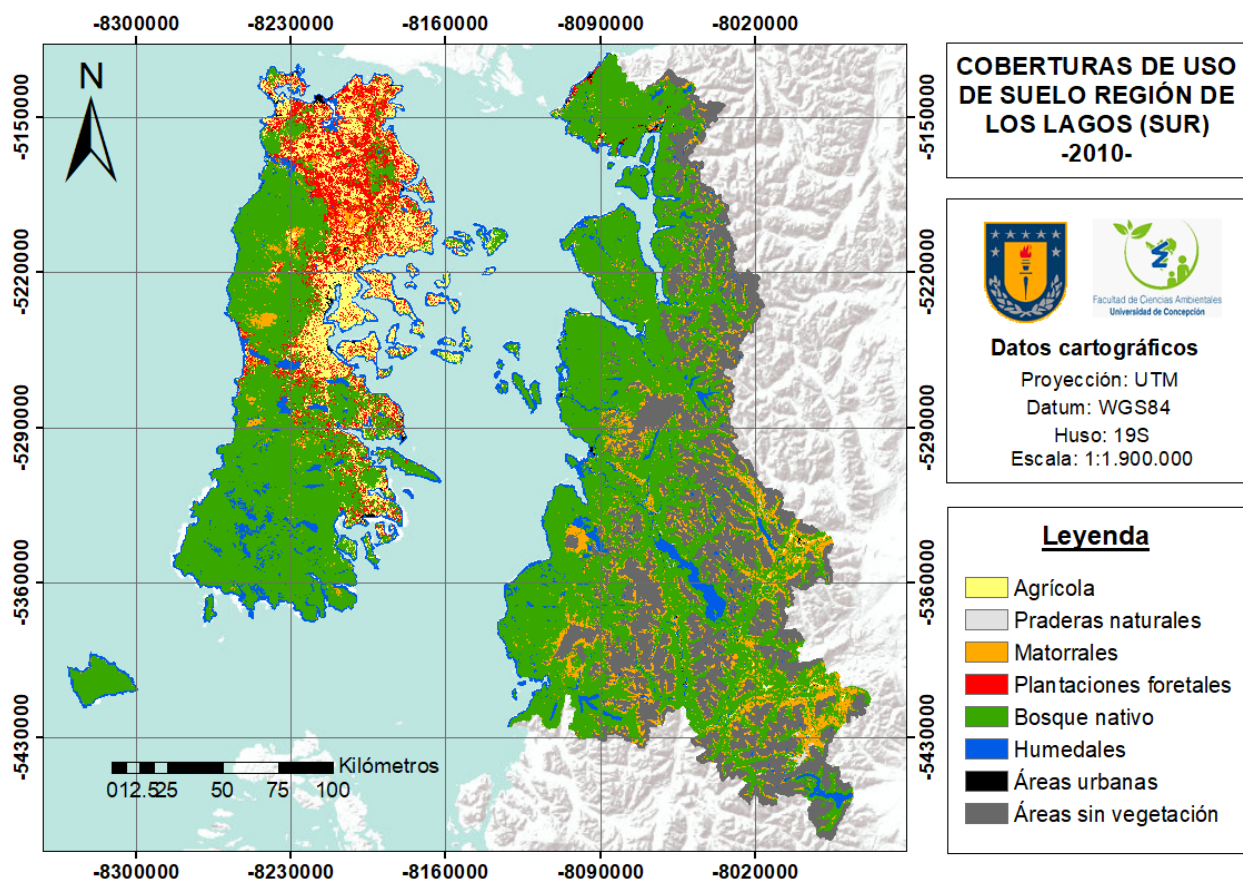 -8300000 -8230000 -8160000 -8090000 -8020000
N
-5150000
-5220000
-5290000
-5360000
-5430000
-5150000
-5220000
-5290000
-5360000
-5430000
Kilómetros
012.525 50 75 100
-8300000 -8230000 -8160000 -8090000 -8020000
COBERTURAS DE USO
DE SUELO REGIÓN DE
LOS LAGOS (SUR)
-2010-
Facultad de Ciencias Ambientales
Universidad de Concepción
Datos cartográficos
Proyección: UTM
Datum: WGS84
Huso: 19S
Escala: 1:1.900.000
Leyenda
Agrícola
Praderas naturales
Matorrales
Plantaciones foretales
Bosque nativo
Humedales
Áreas urbanas
Áreas sin vegetación